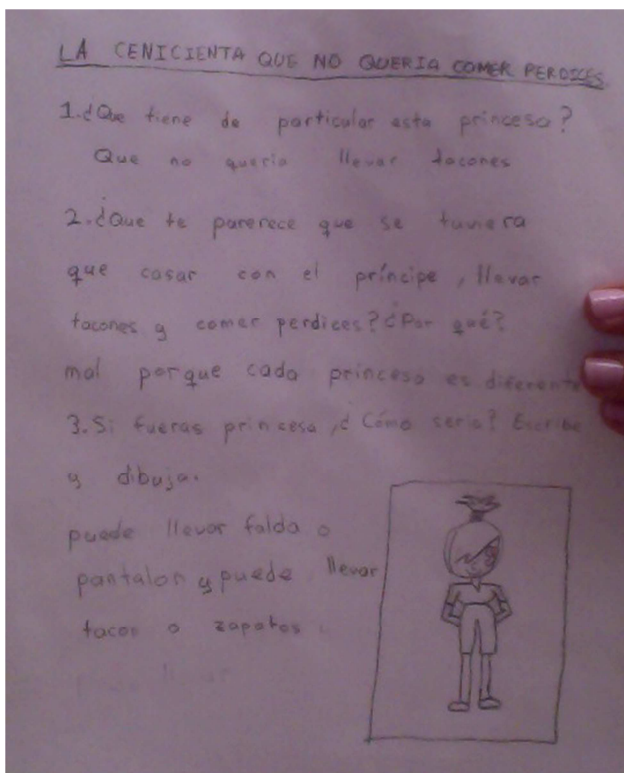 LA CENICIENTA QUE NO QUERIA COMER PERDICES
1.¿Que tiene de particular esta princesa?
Que no queria llevar tacones
2.¿Que te parerece que se tuviera
que casar con el príncipe, llevar
tacones y comer perdices?¿Por qué?
mal porque cada princesa es diferente
3.Si fueras princesa,¿Cómo seria? Escribe
y dibuja.
puede llevar falda o
pantalon y puede llevar
tacon o zapatos.
llevar